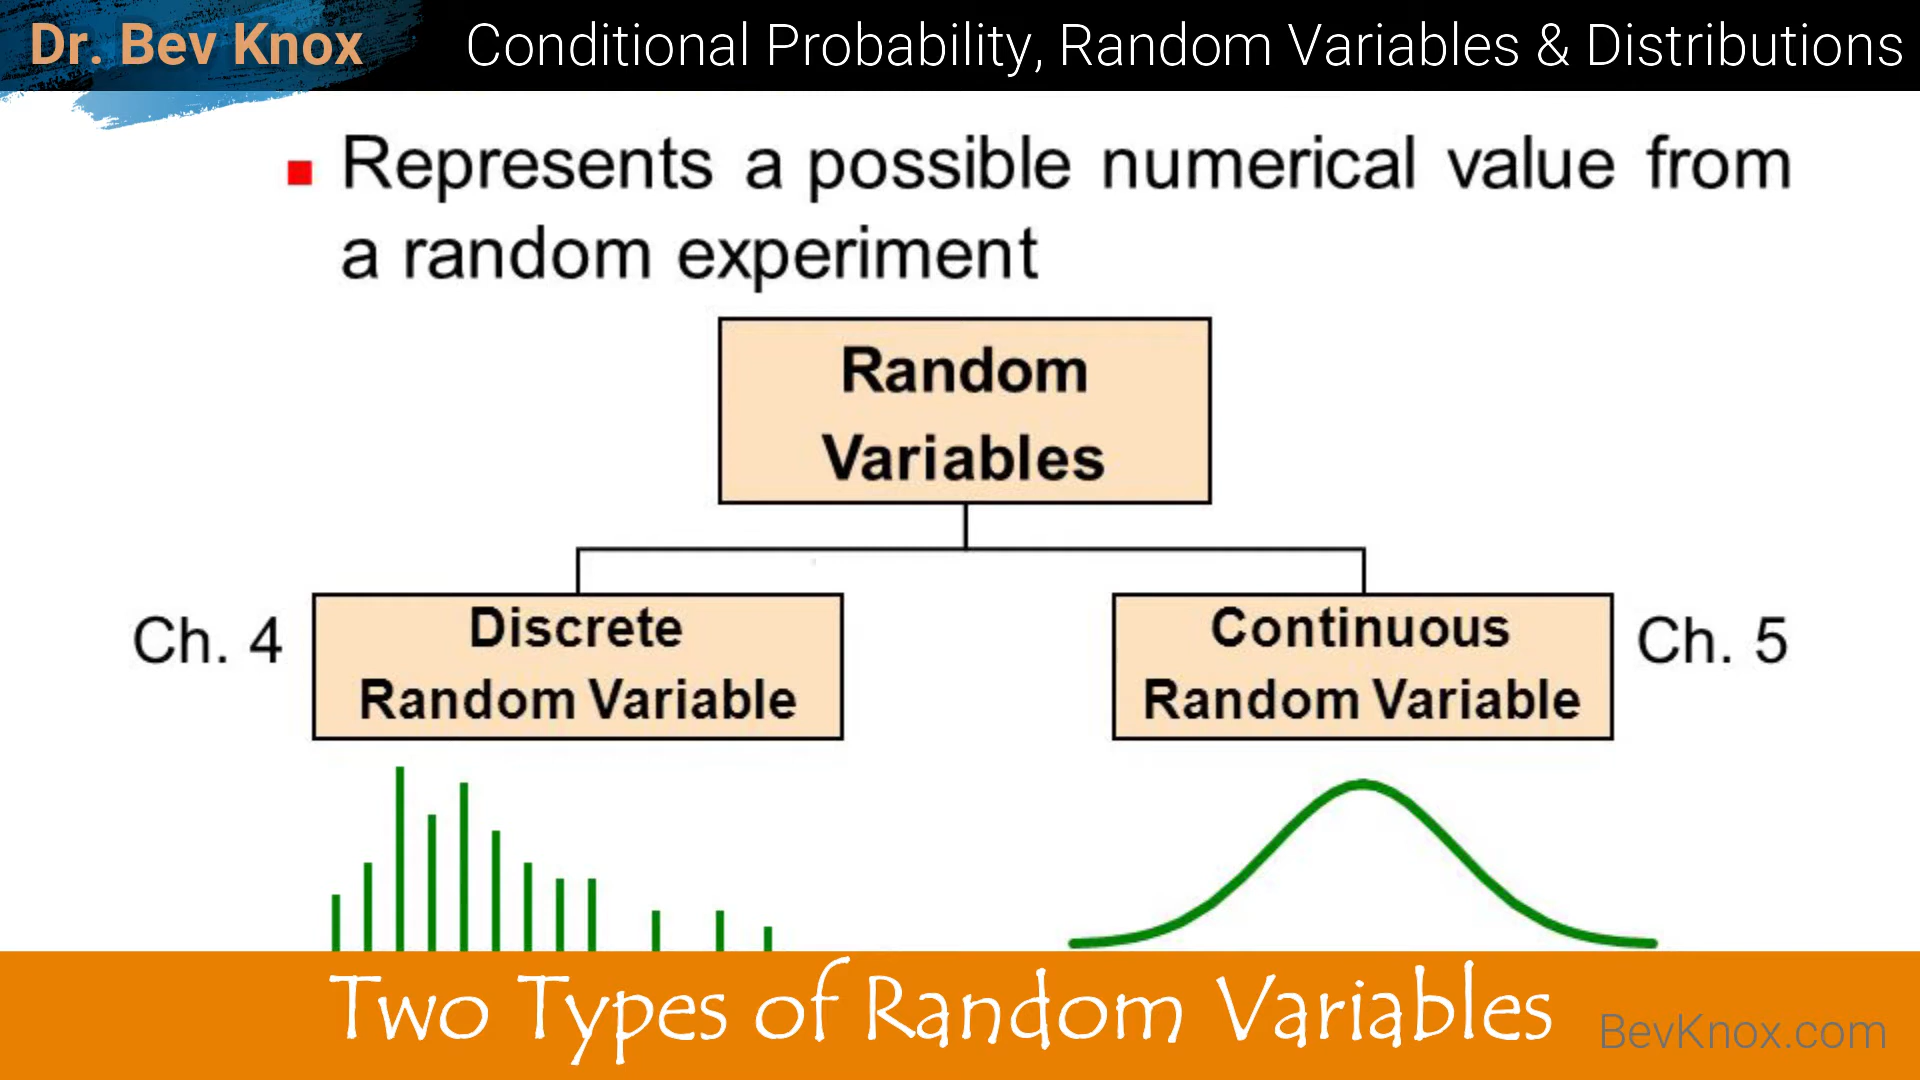 Dr. Bev Knox
Conditional Probability, Random Variables & Distributions
Represents a possible numerical value from
a random experiment
Random
Variables
Ch. 4
Discrete
Random Variable
Continuous
Random Variable
Ch. 5
Two Types of Random Variables
BevKnox.com